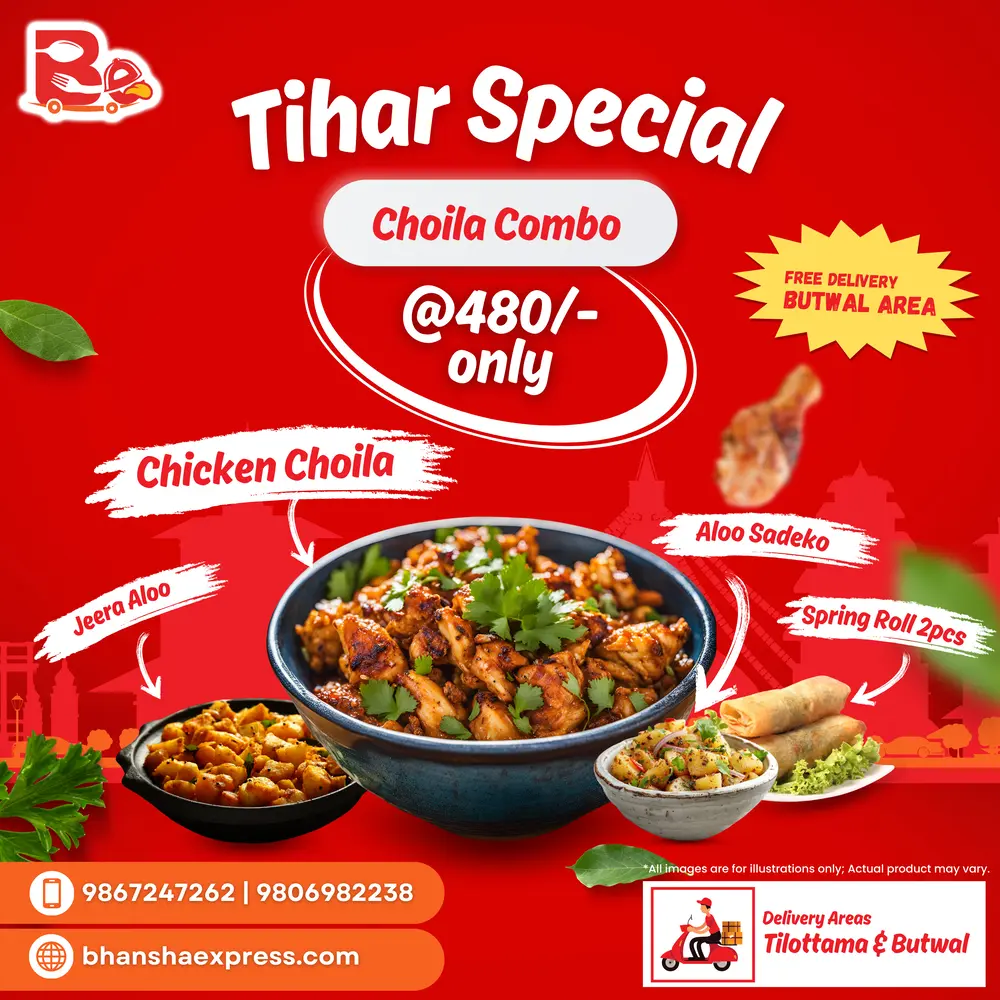 Tihar Special
Choila Combo
@480/-
only
FREE DELIVERY
BUTWAL AREA
Chicken Choila
Aloo Sadeko
Jeera Aloo
Spring Roll 2pcs
*All images are for illustrations only; Actual product may vary.
9867247262 | 9806982238
bhanshaexpress.com
Delivery Areas
Tilottama & Butwal